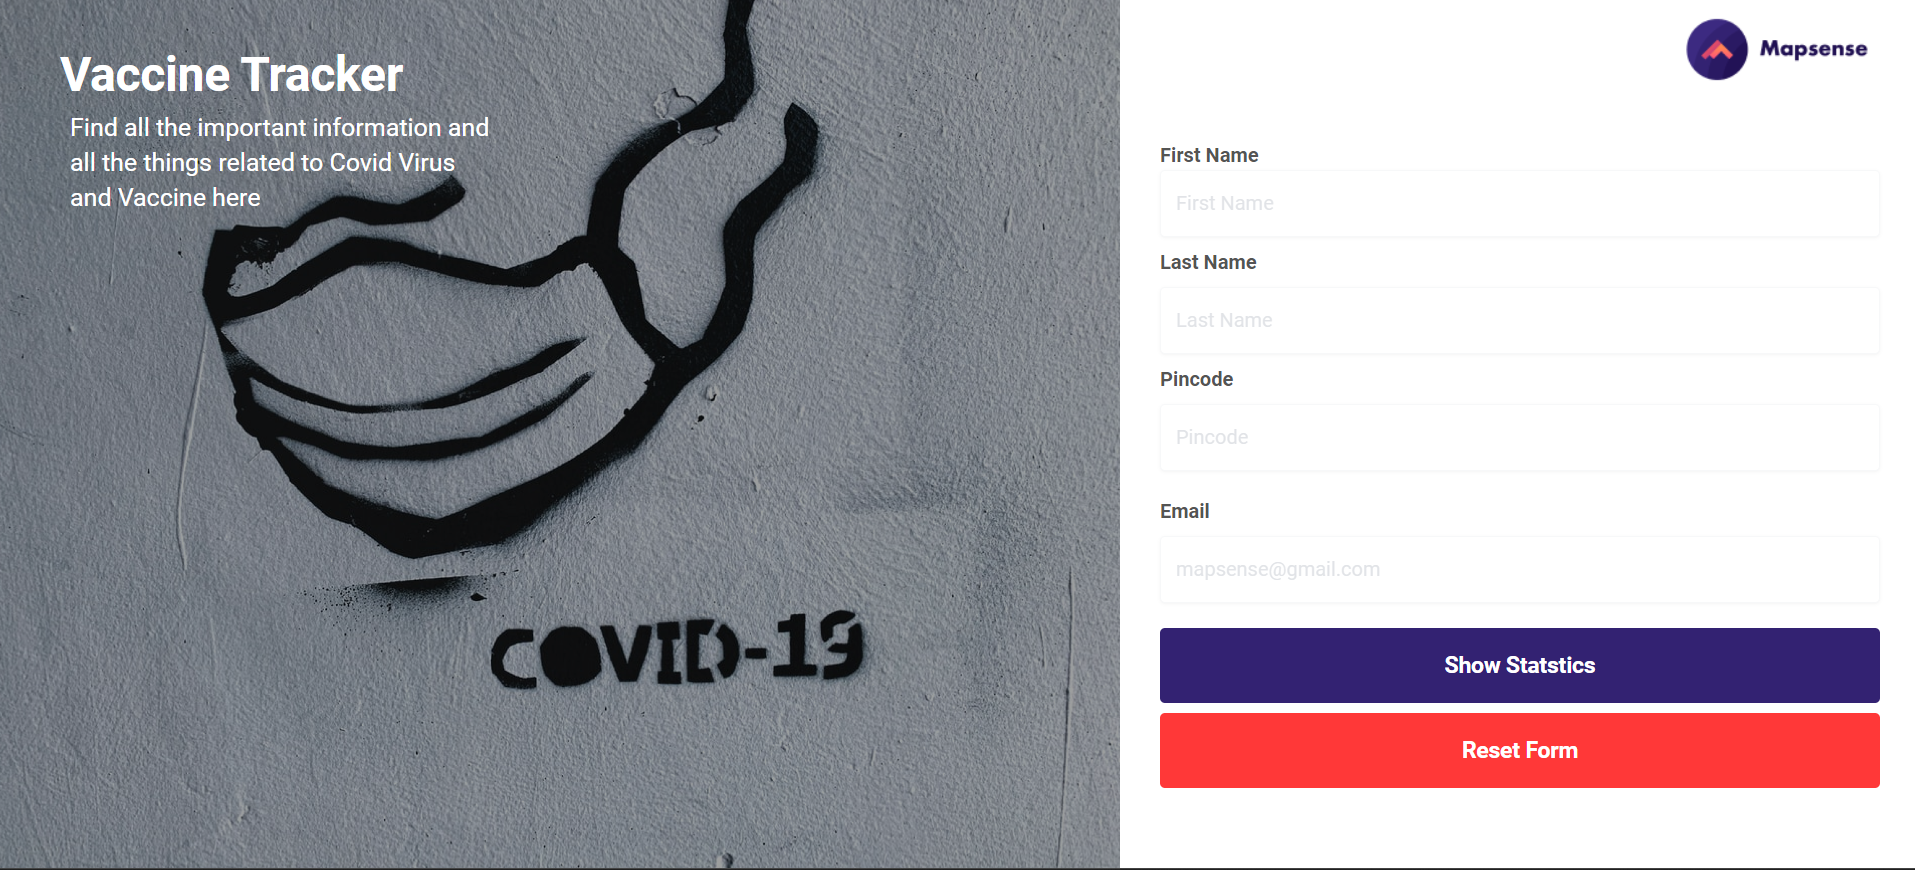 Vaccine Tracker
Find all the important information and
all the things related to Covid Virus
and Vaccine here
COVID-19
Mapsense
First Name
First Name
Last Name
Last Name
Pincode
Pincode
Email
mapsense@gmail.com
Show Statstics
Reset Form